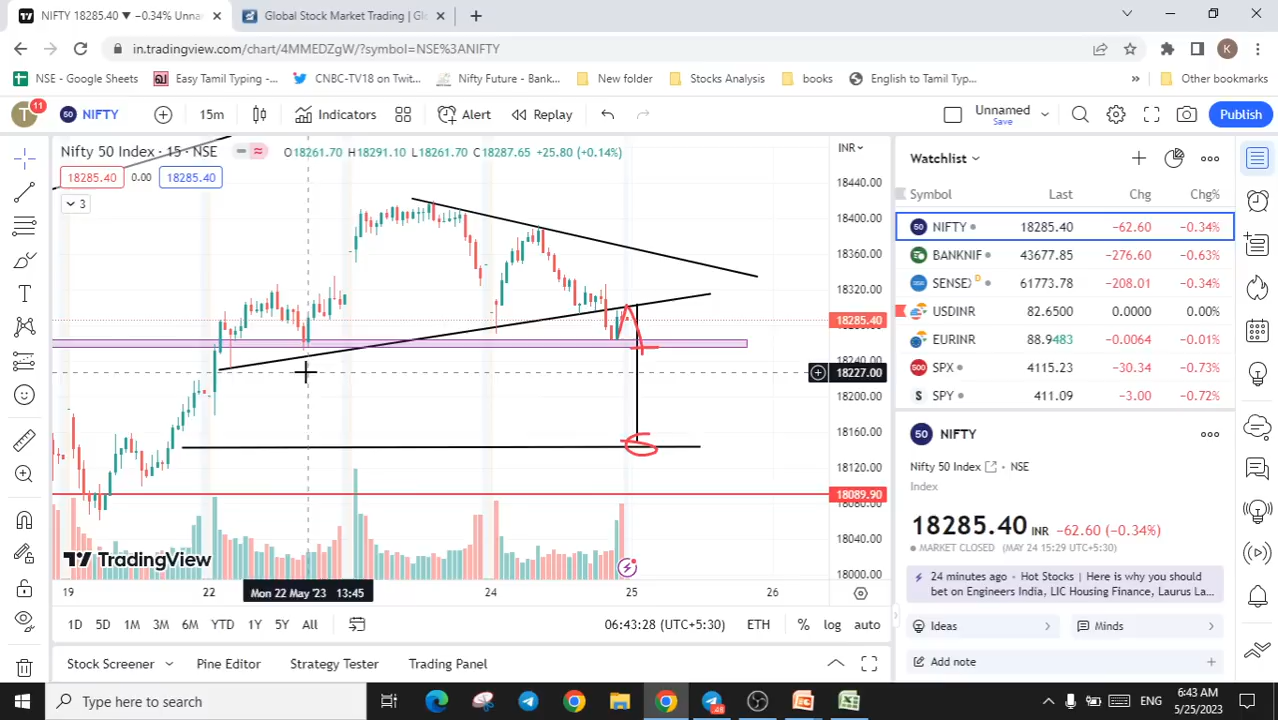 NIFTY 18285.40 ▼ −0.34% Unna
Global Stock Market Trading | Glo
in.tradingview.com/chart/4MMEDZgW/?symbol=NSE%3ANIFTY
K
NSE - Google Sheets
Easy Tamil Typing -...
CNBC-TV18 on Twit...
Nifty Future - Bank...
New folder
Stocks Analysis
books
English to Tamil Typ...
»
Other bookmarks
T 11
50 NIFTY
15m
Indicators
Alert
Replay
Unnamed
Save
Publish
Nifty 50 Index · 15 · NSE
O18261.70 H18291.10 L18261.70 C18287.65 +25.80 (+0.14%)
18285.40 0.00 18285.40
3
INR
18440.00
18400.00
18360.00
18320.00
18285.40
18240.00
18227.00
18200.00
18160.00
18120.00
18089.90
18040.00
18000.00
TradingView
19
22
Mon 22 May '23 13:45
24
25
26
1D 5D 1M 3M 6M YTD 1Y 5Y All
06:43:28 (UTC+5:30)
ETH
% log auto
Stock Screener
Pine Editor
Strategy Tester
Trading Panel
Watchlist
Symbol Last Chg Chg%
50 NIFTY 18285.40 −62.60 −0.34%
BANKNIF 43677.85 −276.60 −0.63%
SENSEX D 61773.78 −208.01 −0.34%
USDINR 82.6500 0.0000 0.00%
EURINR 88.9483 −0.0064 −0.01%
500 SPX 4115.23 −30.34 −0.73%
S SPY 411.09 −3.00 −0.72%
50 NIFTY
Nifty 50 Index NSE
Index
18285.40 INR −62.60 (−0.34%)
MARKET CLOSED (MAY 24 15:29 UTC+5:30)
24 minutes ago · Hot Stocks | Here is why you should
bet on Engineers India, LIC Housing Finance, Laurus La...
Ideas
Minds
Add note
Type here to search
ENG
6:43 AM
5/25/2023